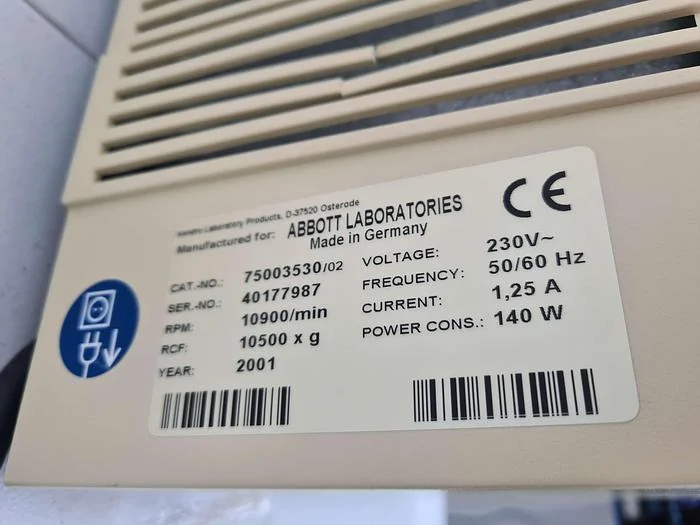 Kendro Laboratory Products, D-37520 Osterode
Manufactured for: ABBOTT LABORATORIES
Made in Germany
CE
CAT.-NO.: 75003530/02
SER.-NO.: 40177987
RPM: 10900/min
RCF: 10500 x g
YEAR: 2001
VOLTAGE: 230V~
FREQUENCY: 50/60 Hz
CURRENT: 1,25 A
POWER CONS.: 140 W